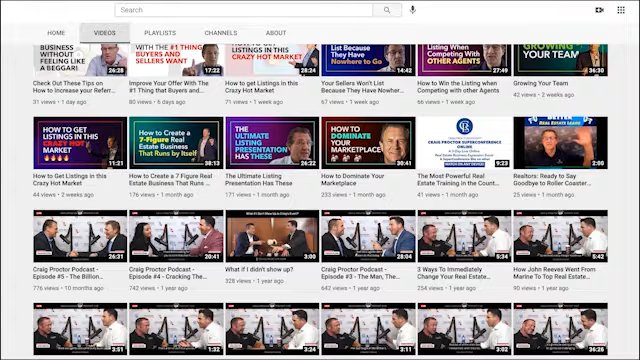 Search
HOME VIDEOS PLAYLISTS CHANNELS ABOUT
BUSINESS WITHOUT FEELING LIKE A BEGGAR!
26:28
WITH THE #1 THING BUYERS AND SELLERS WANT
17:22
HOW TO GET LISTINGS IN THIS CRAZY HOT MARKET
28:24
List Because They Have Nowhere to Go
14:42
Listing When Competing With OTHER AGENTS
27:49
GROWING YOUR TEAM
36:30
Check Out These Tips on How to Increase your Referr...
31 views • 1 day ago
Improve Your Offer With The #1 Thing that Buyers and...
80 views • 6 days ago
How to get Listings in this Crazy Hot Market
71 views • 1 week ago
Your Sellers Won't List Because They Have Nowher...
67 views • 1 week ago
How to Win the Listing when Competing with other Agents
66 views • 1 week ago
Growing Your Team
42 views • 2 weeks ago
HOW TO GET LISTINGS IN THIS CRAZY HOT MARKET
11:21
How to Create a 7-Figure Real Estate Business That Runs by Itself
38:13
THE ULTIMATE LISTING PRESENTATION HAS THESE
26:22
HOW TO DOMINATE YOUR MARKETPLACE
30:41
CRAIG PROCTOR SUPERCONFERENCE ONLINE
9:23
2:00
How to Get Listings in this Crazy Hot Market
44 views • 2 weeks ago
How to Create a 7 Figure Real Estate Business That Runs ...
176 views • 1 month ago
The Ultimate Listing Presentation Has These
171 views • 1 month ago
How to Dominate Your Marketplace
233 views • 1 month ago
The Most Powerful Real Estate Training in the Count...
41 views • 1 month ago
Realtors: Ready to Say Goodbye to Roller Coaster...
25 views • 1 month ago
26:31
20:41
3:00
28:04
5:34
5:42
Craig Proctor Podcast - Episode #5 - The Billion...
776 views • 10 months ago
Craig Proctor Podcast - Episode #4 - Cracking The...
742 views • 1 year ago
What if I didn't show up?
328 views • 1 year ago
Craig Proctor Podcast - Episode #3 - The Man, The...
642 views • 1 year ago
3 Ways To Immediately Change Your Real Estate...
254 views • 1 year ago
How John Reeves Went From Marine To Top Real Estate...
90 views • 1 year ago
3:51
1:32
3:00
3:11
3:02
36:26